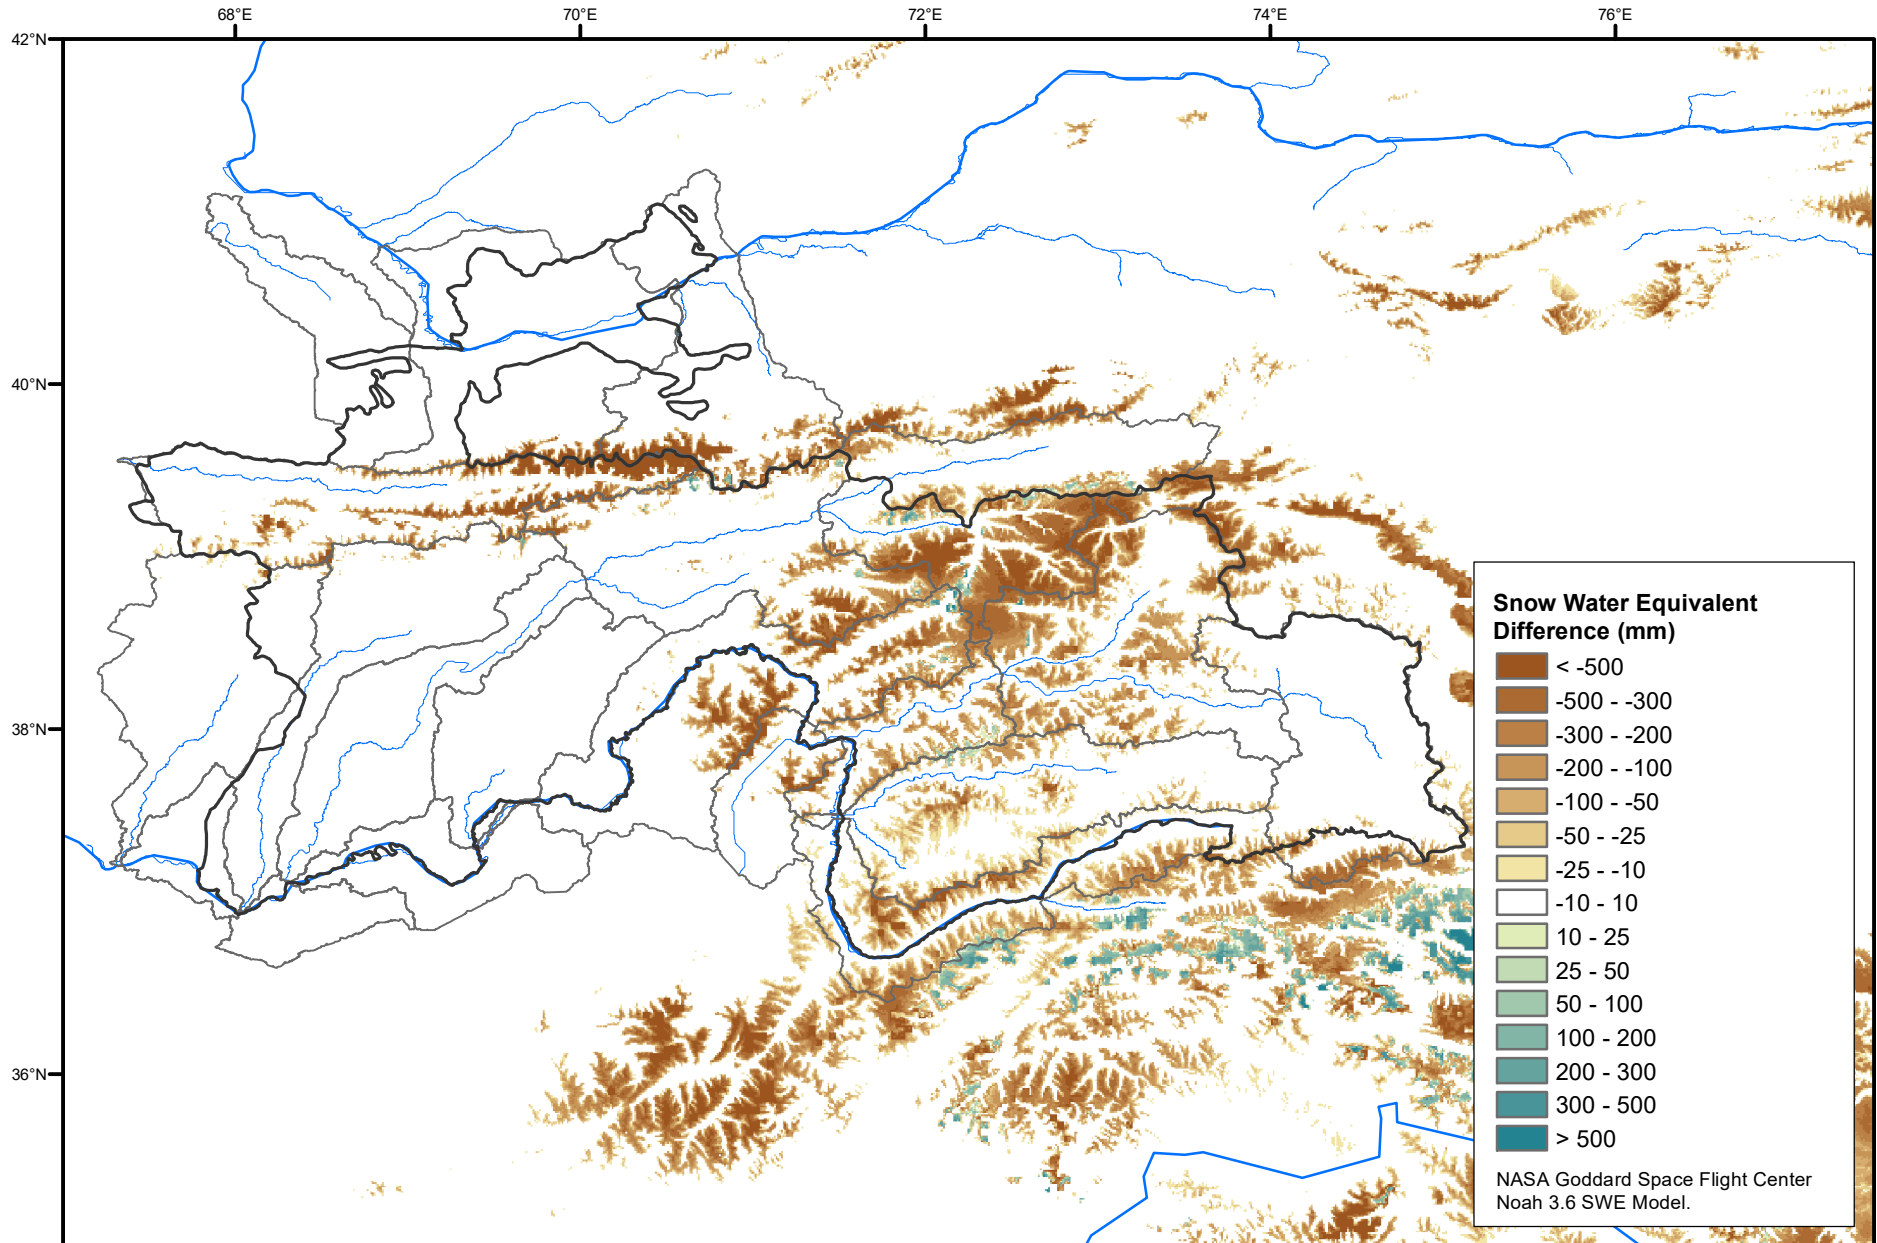 68°E 70°E 72°E 74°E 76°E
42°N
40°N
38°N
36°N
Snow Water Equivalent
Difference (mm)
< -500
-500 - -300
-300 - -200
-200 - -100
-100 - -50
-50 - -25
-25 - -10
-10 - 10
10 - 25
25 - 50
50 - 100
100 - 200
200 - 300
300 - 500
> 500
NASA Goddard Space Flight Center
Noah 3.6 SWE Model.